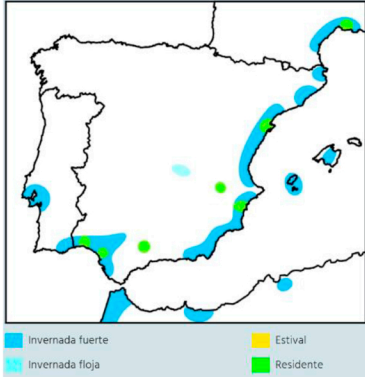 Invernada fuerte
Estival
Invernada floja
Residente